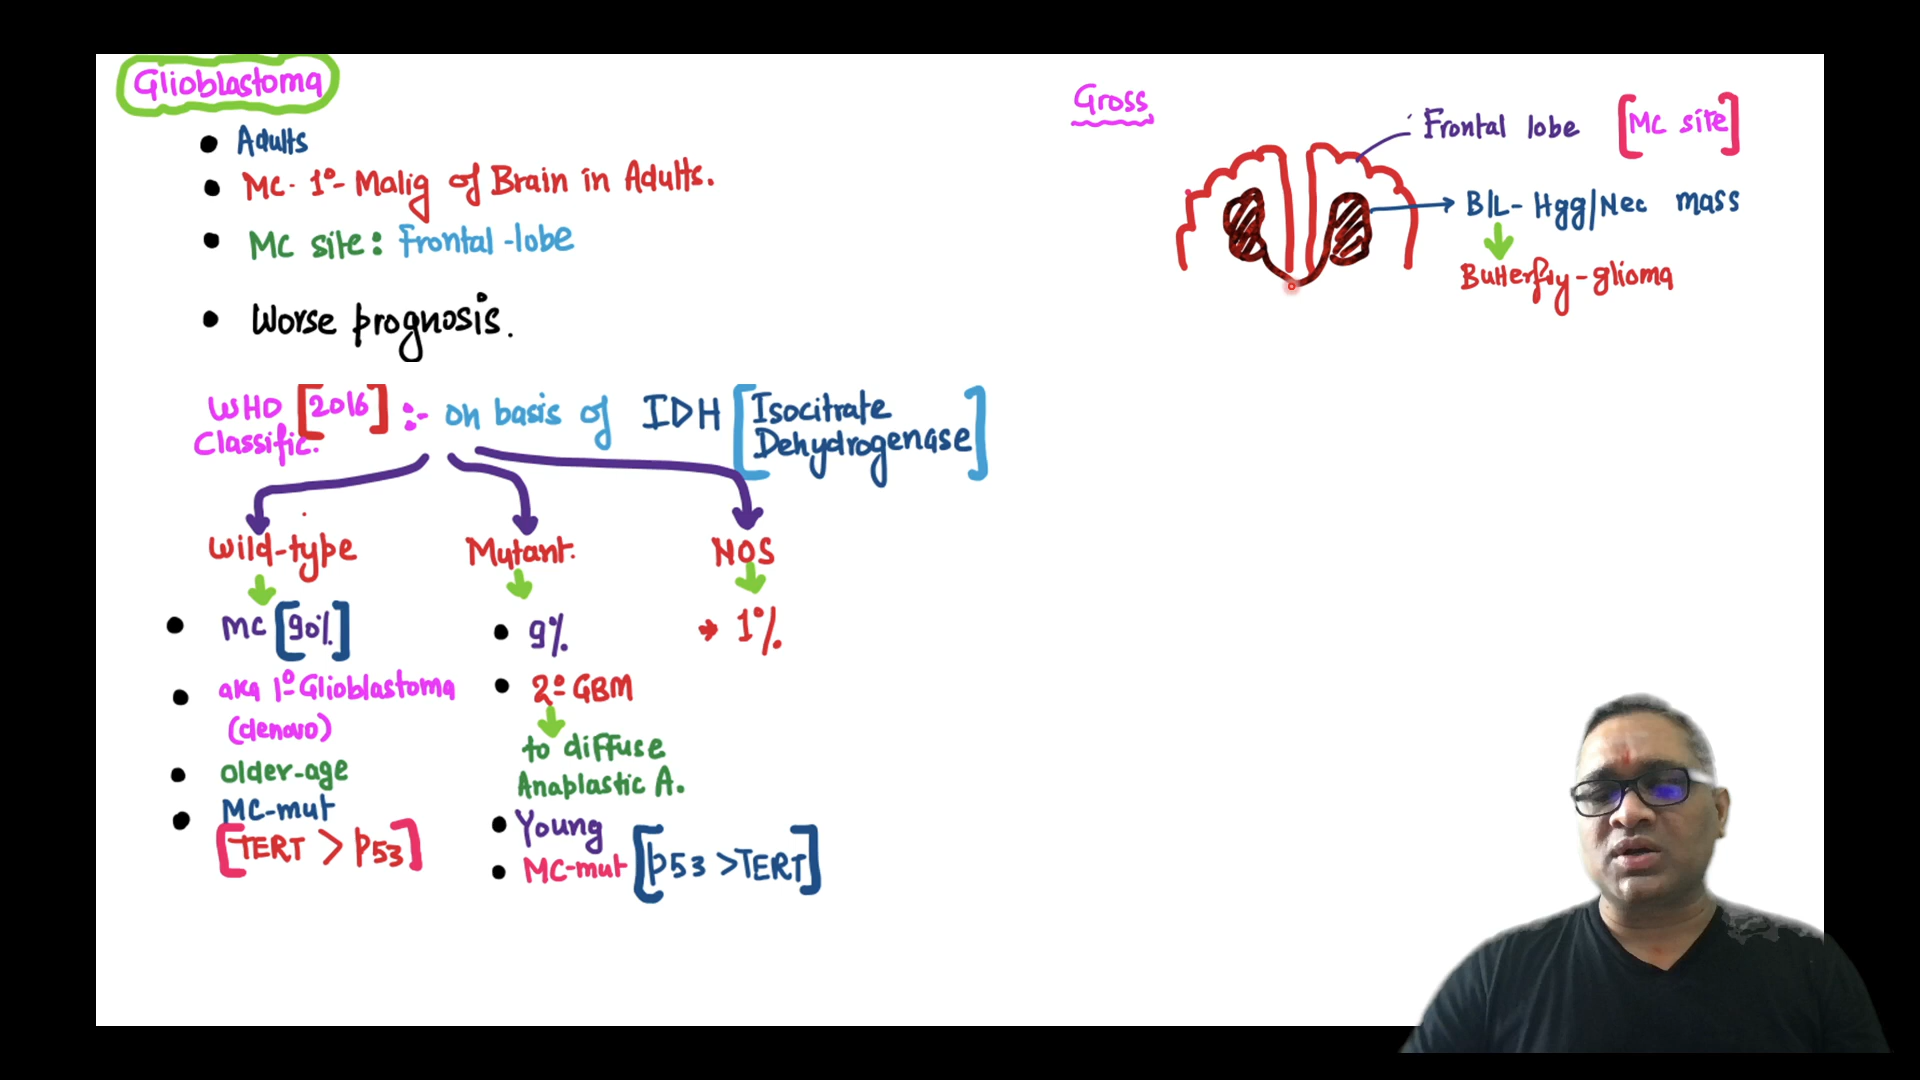 Glioblastoma
• Adults
• MC. 1º- Malig of Brain in Adults.
• MC site: Frontal-lobe
• Worse prognosis.
WHO [2016] :- on basis of IDH [Isocitrate
Classific. Dehydrogenase]
Wild-type
• MC [90%]
• aka 1º Glioblastoma
(denovo)
• older-age
• MC-mut
[TERT > p53]
Mutant.
• 9%
• 2º GBM
to diffuse
Anaplastic A.
• Young
• MC-mut [p53 > TERT]
NOS
→ 1%.
Gross
Frontal lobe [MC site]
B/L- Hgg/Nec mass
Butterfly-glioma